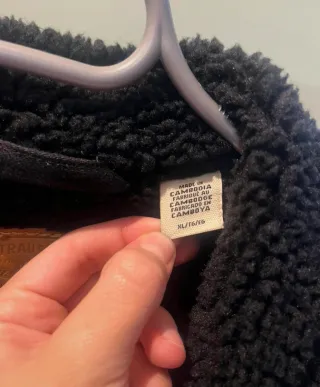 MADE IN
CAMBODIA
FABRIQUÉ AU
CAMBODGE
FABRICADO EN
CAMBOYA
XL/TG/EG